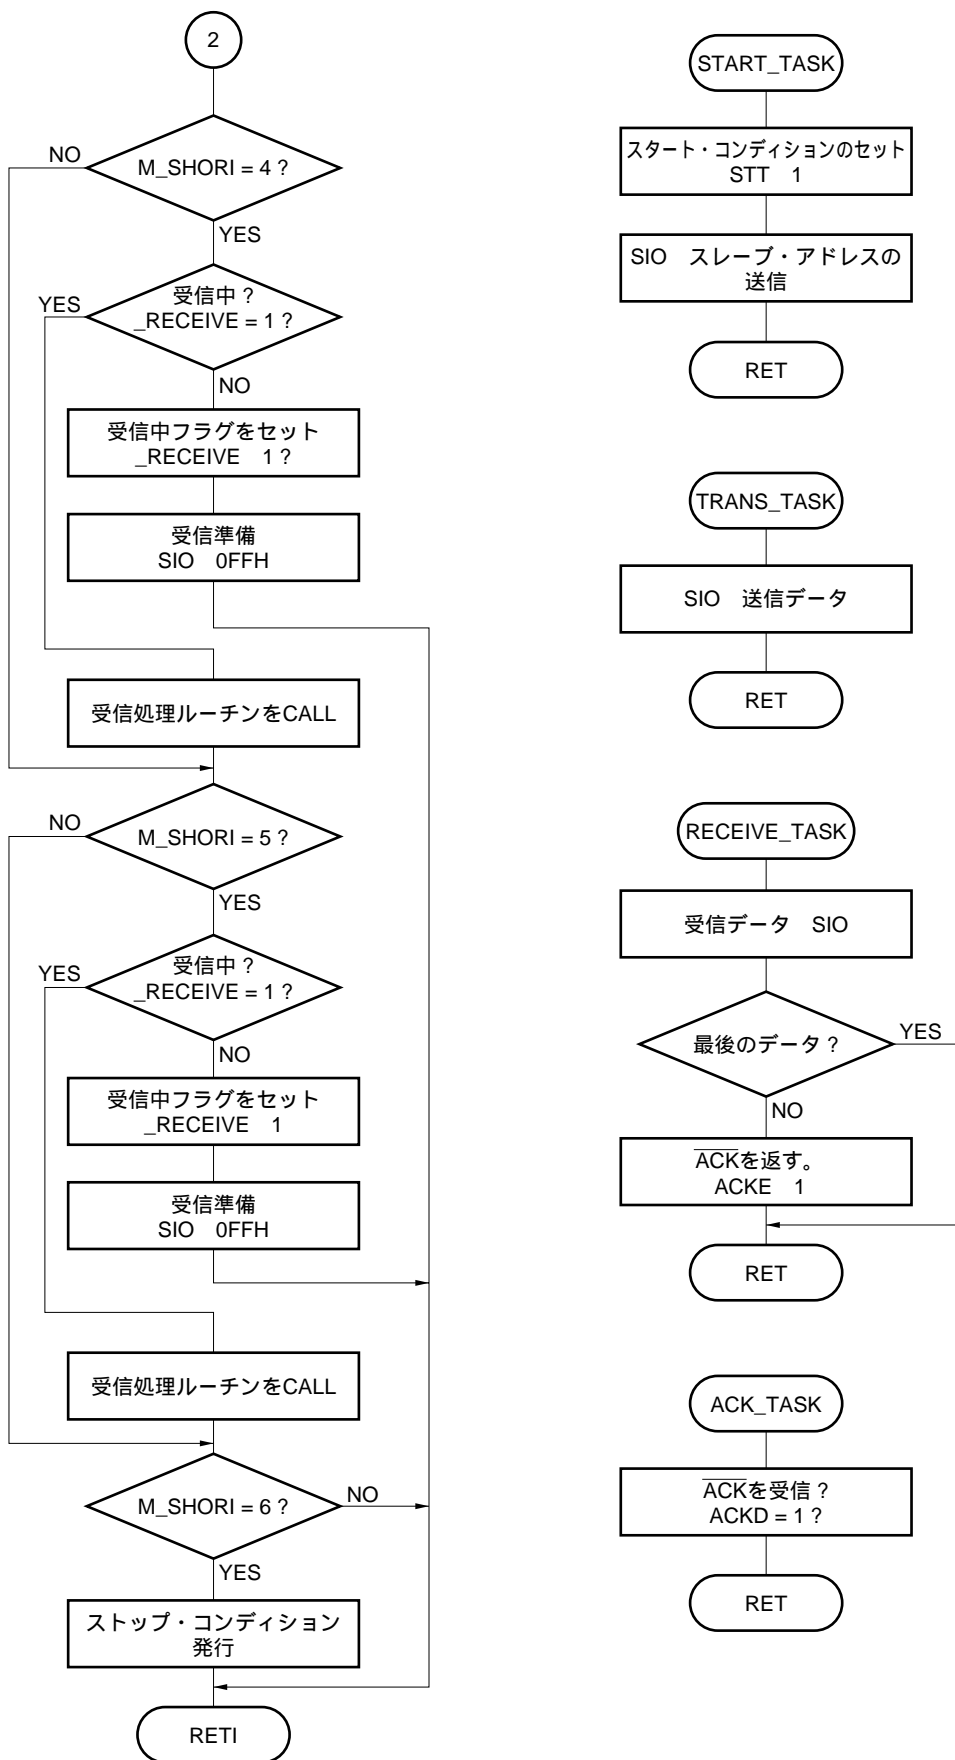 2
M_SHORI = 4 ?
NO
YES
受信中 ?
_RECEIVE = 1 ?
YES
NO
受信中フラグをセット
_RECEIVE 1 ?
受信準備
SIO 0FFH
受信処理ルーチンをCALL
M_SHORI = 5 ?
NO
YES
受信中 ?
_RECEIVE = 1 ?
YES
NO
受信中フラグをセット
_RECEIVE 1
受信準備
SIO 0FFH
受信処理ルーチンをCALL
M_SHORI = 6 ?
NO
YES
ストップ・コンディション
発行
RETI
START_TASK
スタート・コンディションのセット
STT 1
SIO スレーブ・アドレスの
送信
RET
TRANS_TASK
SIO 送信データ
RET
RECEIVE_TASK
受信データ SIO
最後のデータ ?
YES
NO
ACKを返す。
ACKE 1
RET
ACK_TASK
ACKを受信 ?
ACKD = 1 ?
RET